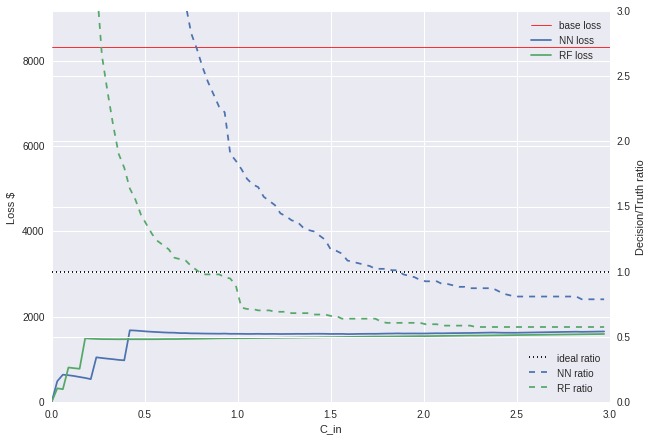 3.0
base loss
NN loss
RF loss
8000
2.5
6000
2.0
Loss $
Decision/Truth ratio
4000
1.5
1.0
2000
0.5
ideal ratio
NN ratio
RF ratio
0
0.0
0.0 0.5 1.0 1.5 2.0 2.5 3.0
C_in